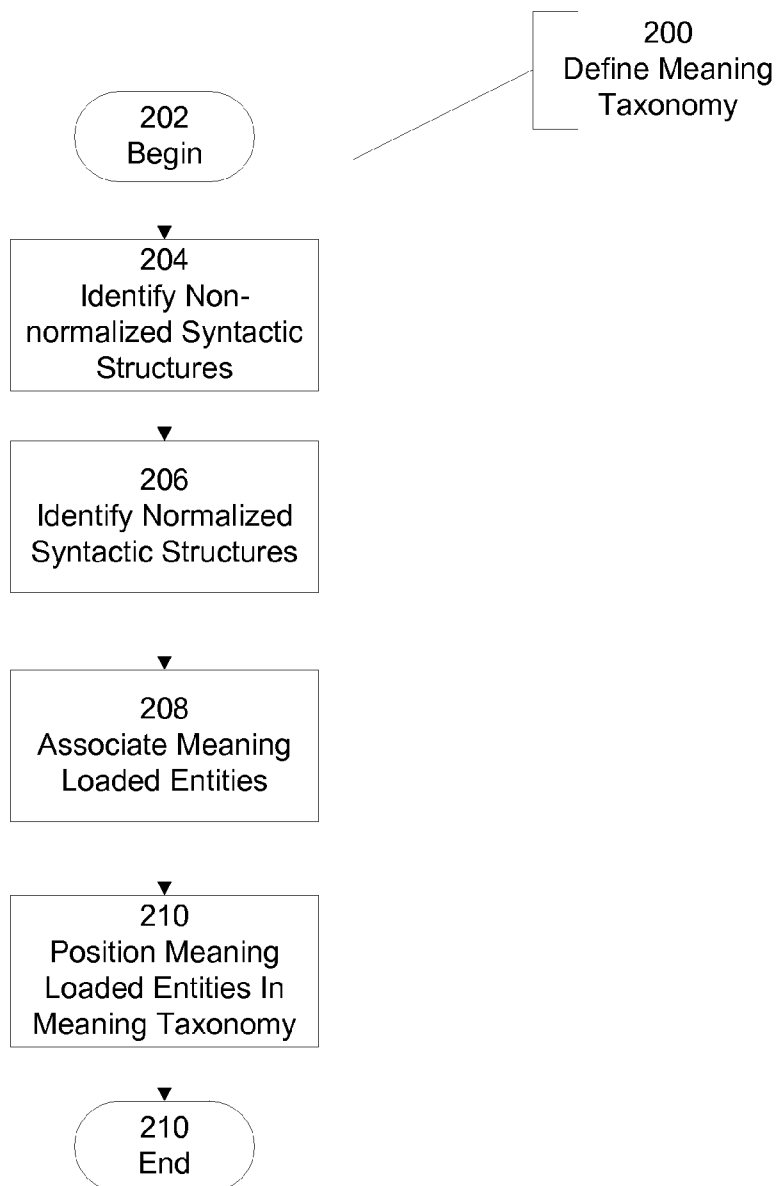 200
Define Meaning
Taxonomy
202
Begin
204
Identify Non-
normalized Syntactic
Structures
206
Identify Normalized
Syntactic Structures
208
Associate Meaning
Loaded Entities
210
Position Meaning
Loaded Entities In
Meaning Taxonomy
210
End